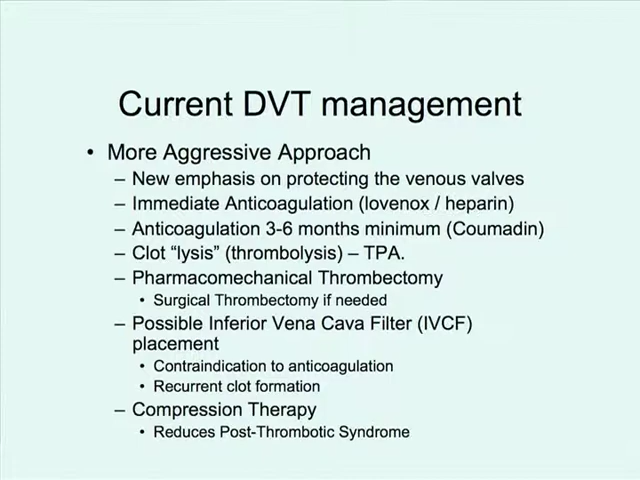 Current DVT management
• More Aggressive Approach
– New emphasis on protecting the venous valves
– Immediate Anticoagulation (lovenox / heparin)
– Anticoagulation 3-6 months minimum (Coumadin)
– Clot “lysis” (thrombolysis) – TPA.
– Pharmacomechanical Thrombectomy
• Surgical Thrombectomy if needed
– Possible Inferior Vena Cava Filter (IVCF)
placement
• Contraindication to anticoagulation
• Recurrent clot formation
– Compression Therapy
• Reduces Post-Thrombotic Syndrome